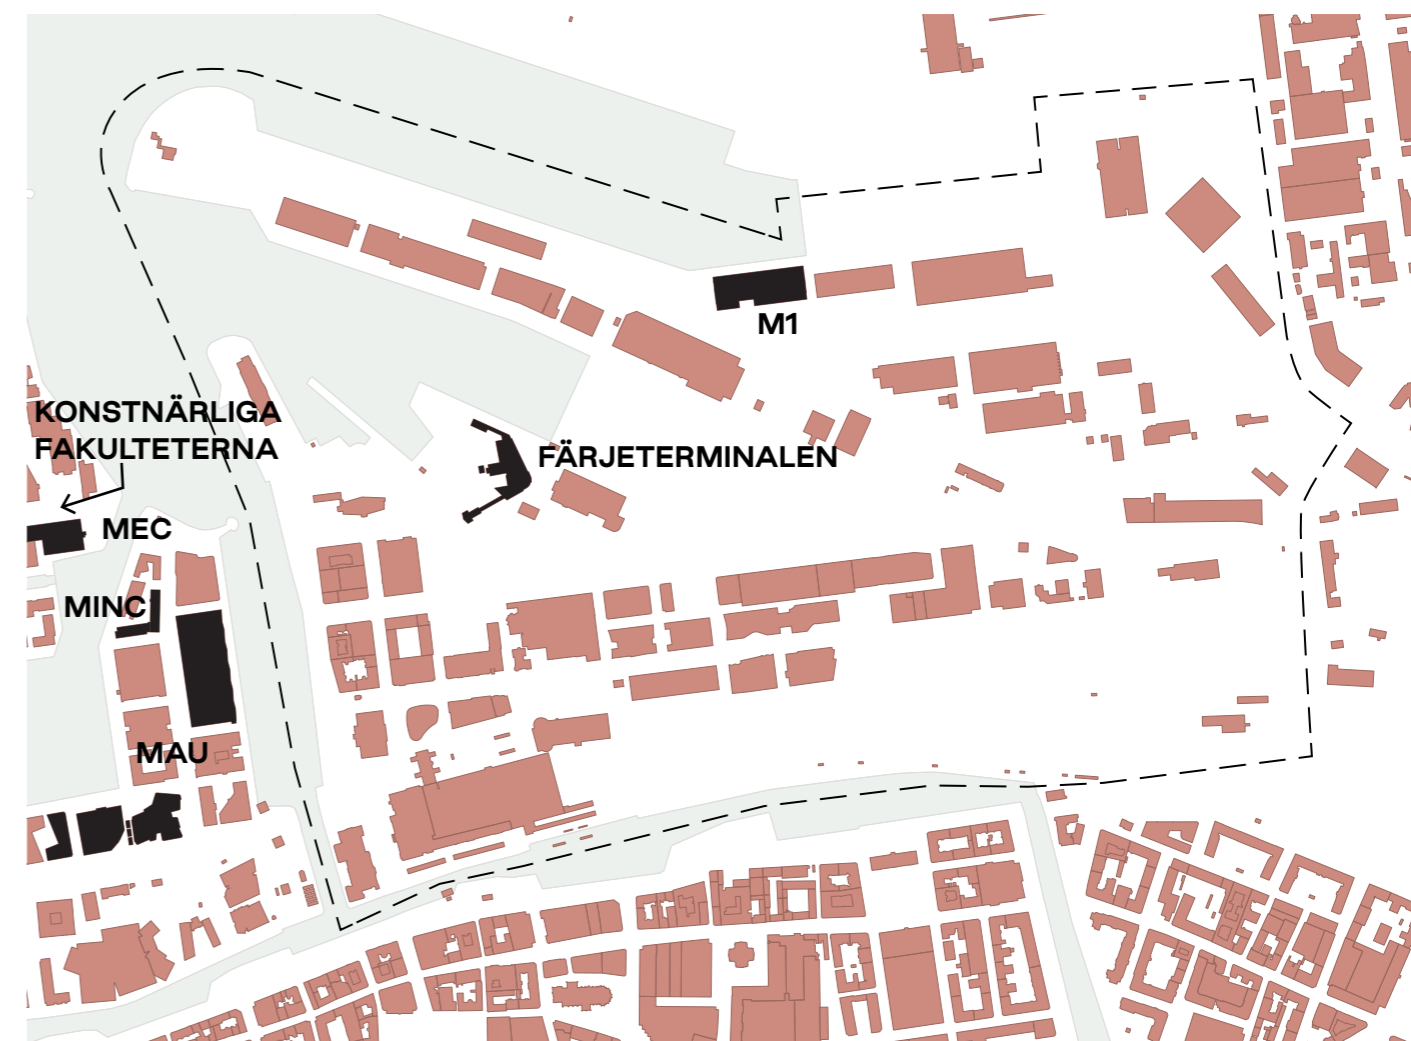 M1
KONSTNÄRLIGA
FAKULTETERNA
FÄRJETERMINALEN
MEC
MINC
MAU